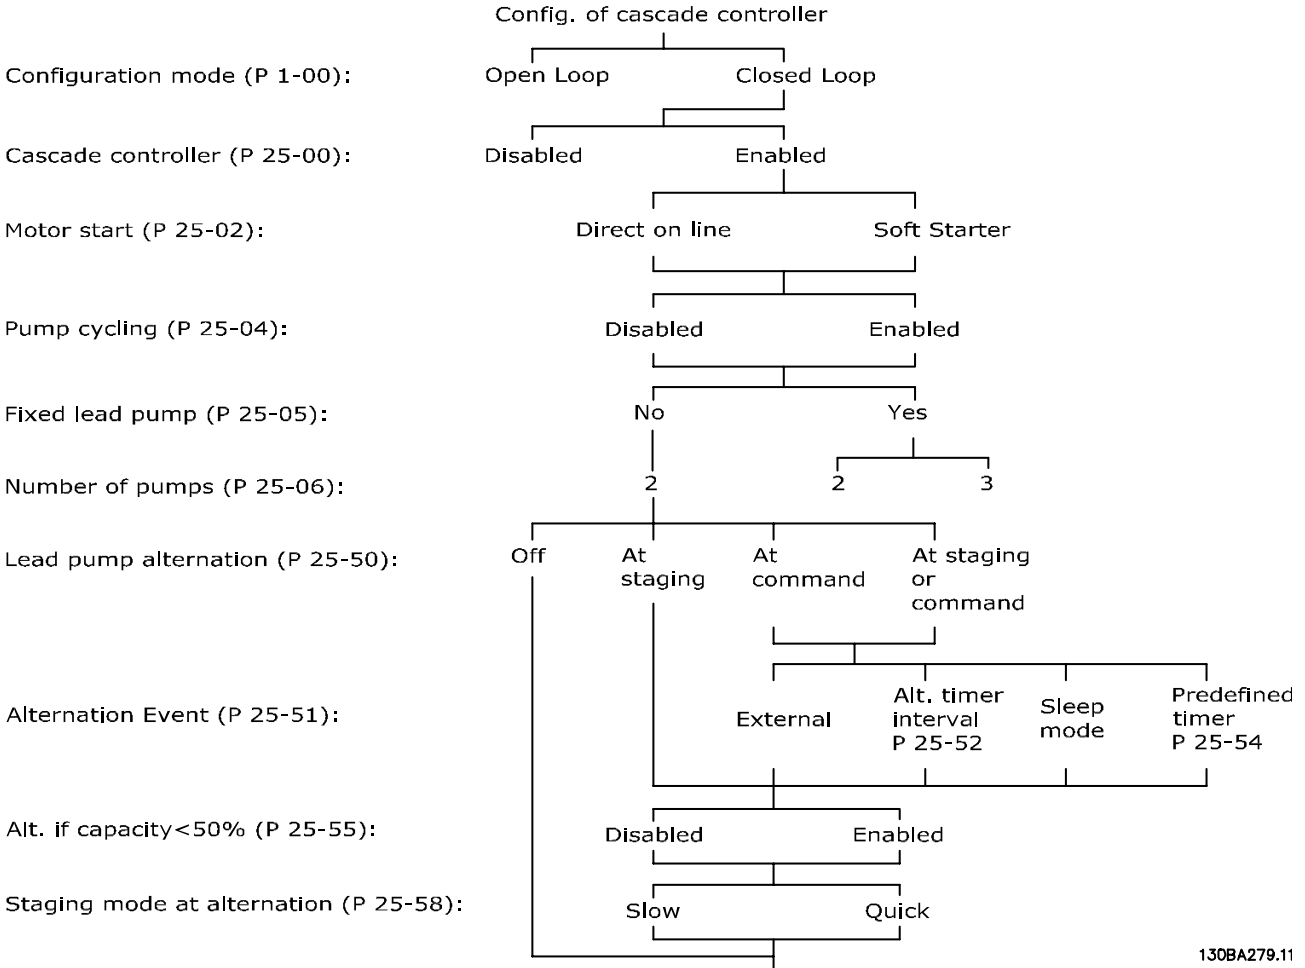 Config. of cascade controller
Configuration mode (P 1-00): Open Loop Closed Loop
Cascade controller (P 25-00): Disabled Enabled
Motor start (P 25-02): Direct on line Soft Starter
Pump cycling (P 25-04): Disabled Enabled
Fixed lead pump (P 25-05): No Yes
Number of pumps (P 25-06): 2 2 3
Lead pump alternation (P 25-50): Off
At
staging
At
command
At staging
or
command
Alternation Event (P 25-51): External
Alt. timer
interval
P 25-52
Sleep
mode
Predefined
timer
P 25-54
Alt. if capacity<50% (P 25-55): Disabled Enabled
Staging mode at alternation (P 25-58): Slow Quick
130BA279.11